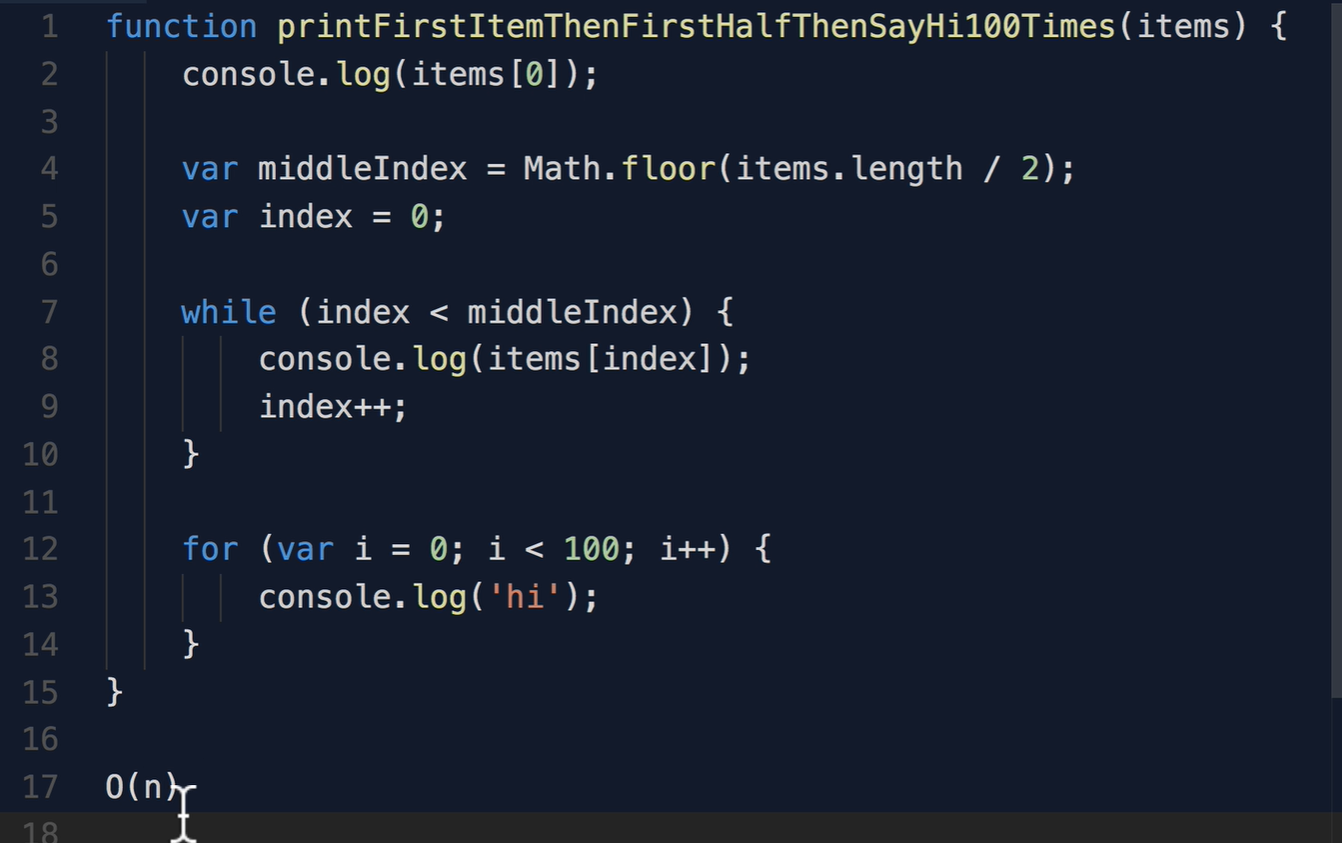 1 function printFirstItemThenFirstHalfThenSayHi100Times(items) {
2 console.log(items[0]);
3
4 var middleIndex = Math.floor(items.length / 2);
5 var index = 0;
6
7 while (index < middleIndex) {
8 console.log(items[index]);
9 index++;
10 }
11
12 for (var i = 0; i < 100; i++) {
13 console.log('hi');
14 }
15 }
16
17 O(n)
18